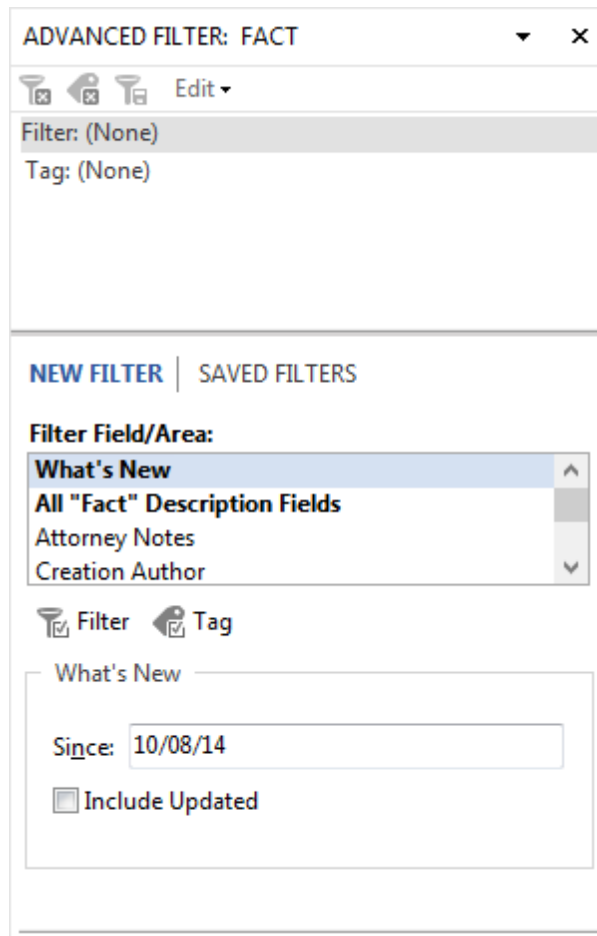 ADVANCED FILTER: FACT
Edit
Filter: (None)
Tag: (None)
NEW FILTER | SAVED FILTERS
Filter Field/Area:
What's New
All "Fact" Description Fields
Attorney Notes
Creation Author
Filter Tag
What's New
Since: 10/08/14
Include Updated